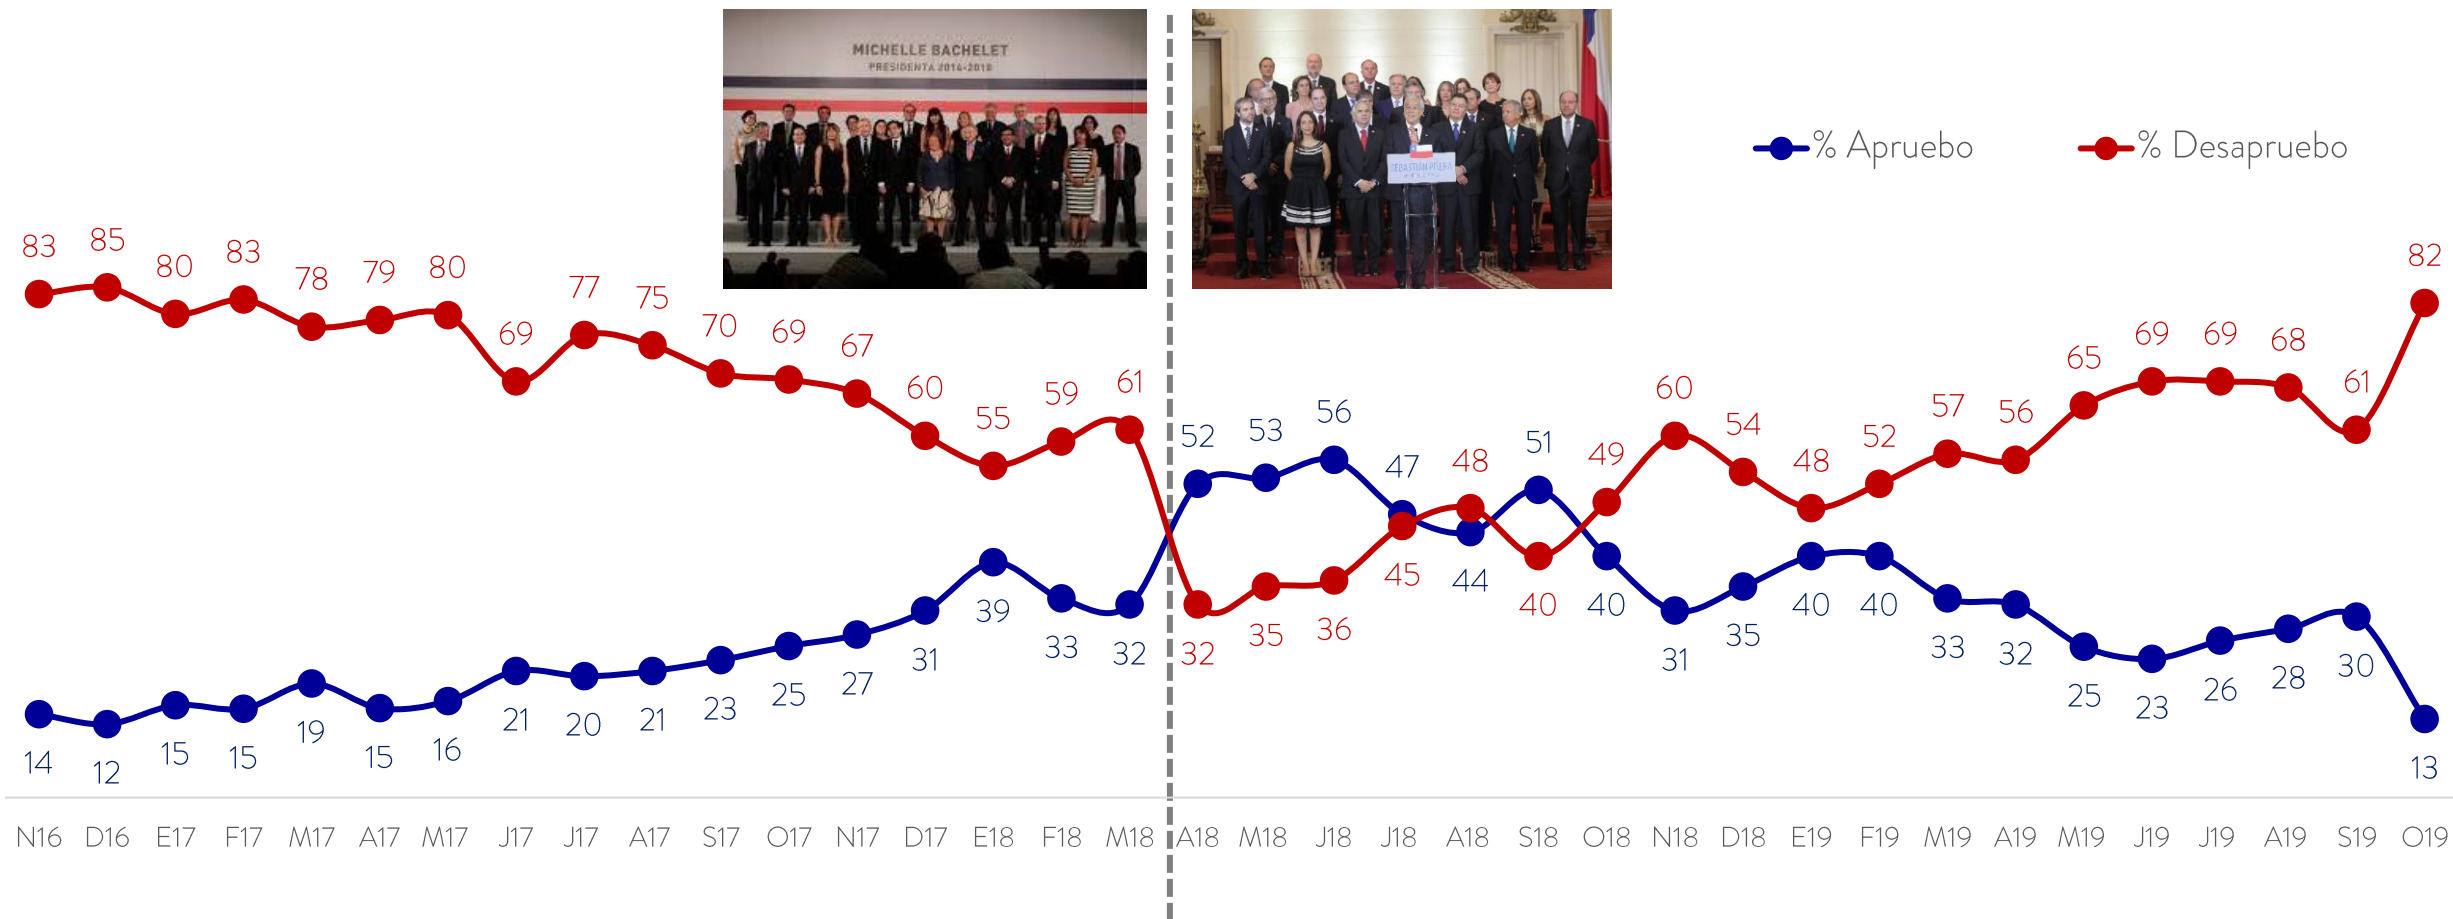 MICHELLE BACHELET
PRESIDENTA 2014-2018
SEBASTIÁN PIÑERA
% Apruebo
% Desapruebo
83 85 80 83 78 79 80 69 77 75 70 69 67 60 55 59 61 32 35 36 45 48 40 49 60 54 48 52 57 56 65 69 69 68 61 82
14 12 15 15 19 15 16 21 20 21 23 25 27 31 39 33 32 52 53 56 47 44 51 40 31 35 40 40 33 32 25 23 26 28 30 13
N16 D16 E17 F17 M17 A17 M17 J17 J17 A17 S17 O17 N17 D17 E18 F18 M18 A18 M18 J18 J18 A18 S18 O18 N18 D18 E19 F19 M19 A19 M19 J19 J19 A19 S19 O19